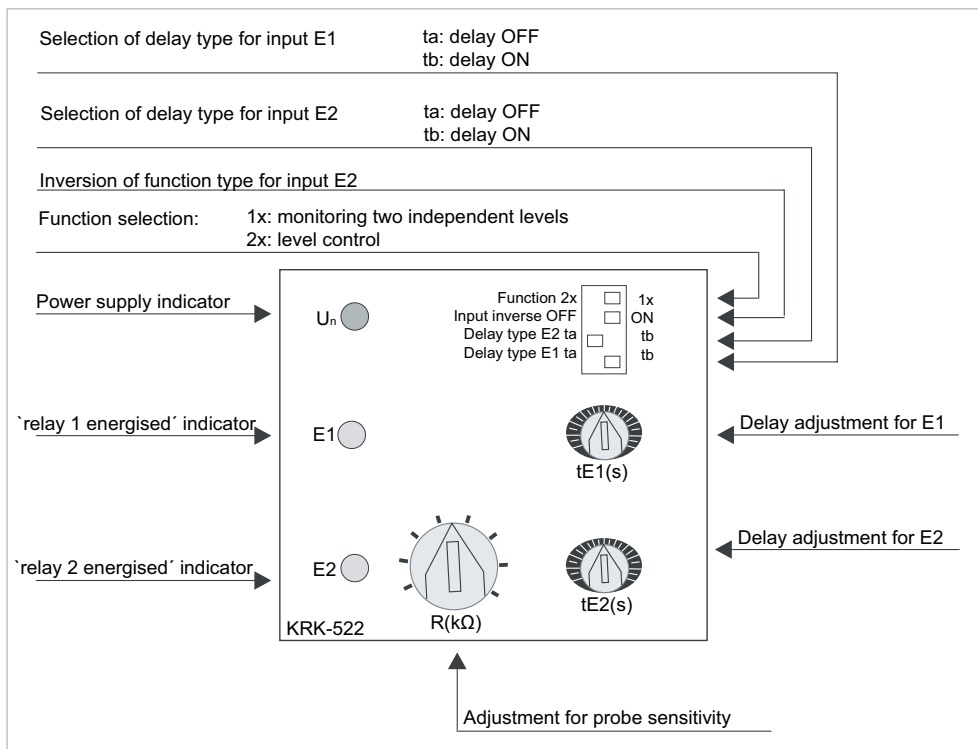 Selection of delay type for input E1 ta: delay OFF
tb: delay ON
Selection of delay type for input E2 ta: delay OFF
tb: delay ON
Inversion of function type for input E2
Function selection: 1x: monitoring two independent levels
2x: level control
Power supply indicator
Un
Function 2x 1x
Input inverse OFF ON
Delay type E2 ta tb
Delay type E1 ta tb
`relay 1 energised´ indicator
E1
tE1(s)
Delay adjustment for E1
`relay 2 energised´ indicator
E2
R(kΩ)
tE2(s)
Delay adjustment for E2
KRK-522
Adjustment for probe sensitivity